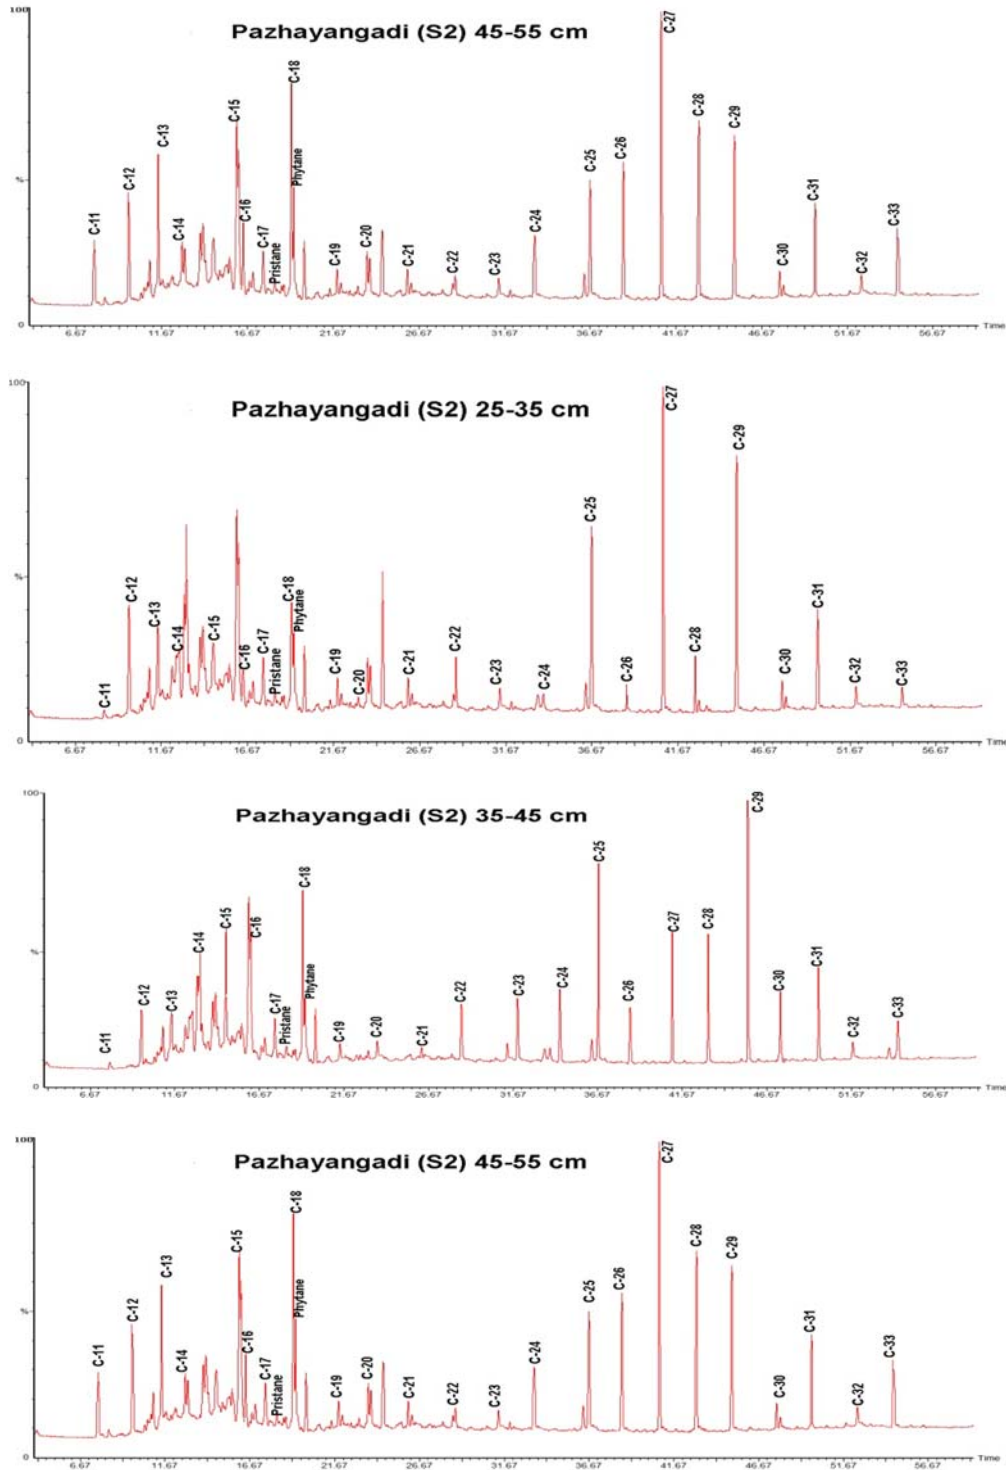 100
Pazhayangadi (S2) 45-55 cm
C-11
C-12
C-13
C-14
C-15
C-16
C-17
Pristane
C-18
Phytane
C-19
C-20
C-21
C-22
C-23
C-24
C-25
C-26
C-27
C-28
C-29
C-30
C-31
C-32
C-33
%
0
6.67 11.67 16.67 21.67 26.67 31.67 36.67 41.67 46.67 51.67 56.67 Time
100
Pazhayangadi (S2) 25-35 cm
C-11
C-12
C-13
C-14
C-15
C-16
C-17
Pristane
C-18
Phytane
C-19
C-20
C-21
C-22
C-23
C-24
C-25
C-26
C-27
C-28
C-29
C-30
C-31
C-32
C-33
%
0
6.67 11.67 16.67 21.67 26.67 31.67 36.67 41.67 46.67 51.67 56.67 Time
100
Pazhayangadi (S2) 35-45 cm
C-11
C-12
C-13
C-14
C-15
C-16
C-17
Pristane
C-18
Phytane
C-19
C-20
C-21
C-22
C-23
C-24
C-25
C-26
C-27
C-28
C-29
C-30
C-31
C-32
C-33
%
0
6.67 11.67 16.67 21.67 26.67 31.67 36.67 41.67 46.67 51.67 56.67 Time
100
Pazhayangadi (S2) 45-55 cm
C-11
C-12
C-13
C-14
C-15
C-16
C-17
Pristane
C-18
Phytane
C-19
C-20
C-21
C-22
C-23
C-24
C-25
C-26
C-27
C-28
C-29
C-30
C-31
C-32
C-33
%
0
6.67 11.67 16.67 21.67 26.67 31.67 36.67 41.67 46.67 51.67 56.67 Time